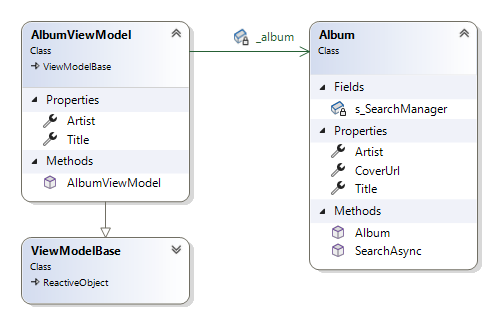 AlbumViewModel
Class
ViewModelBase
Properties
Artist
Title
Methods
AlbumViewModel
_album
Album
Class
Fields
s_SearchManager
Properties
Artist
CoverUrl
Title
Methods
Album
SearchAsync
ViewModelBase
Class
ReactiveObject